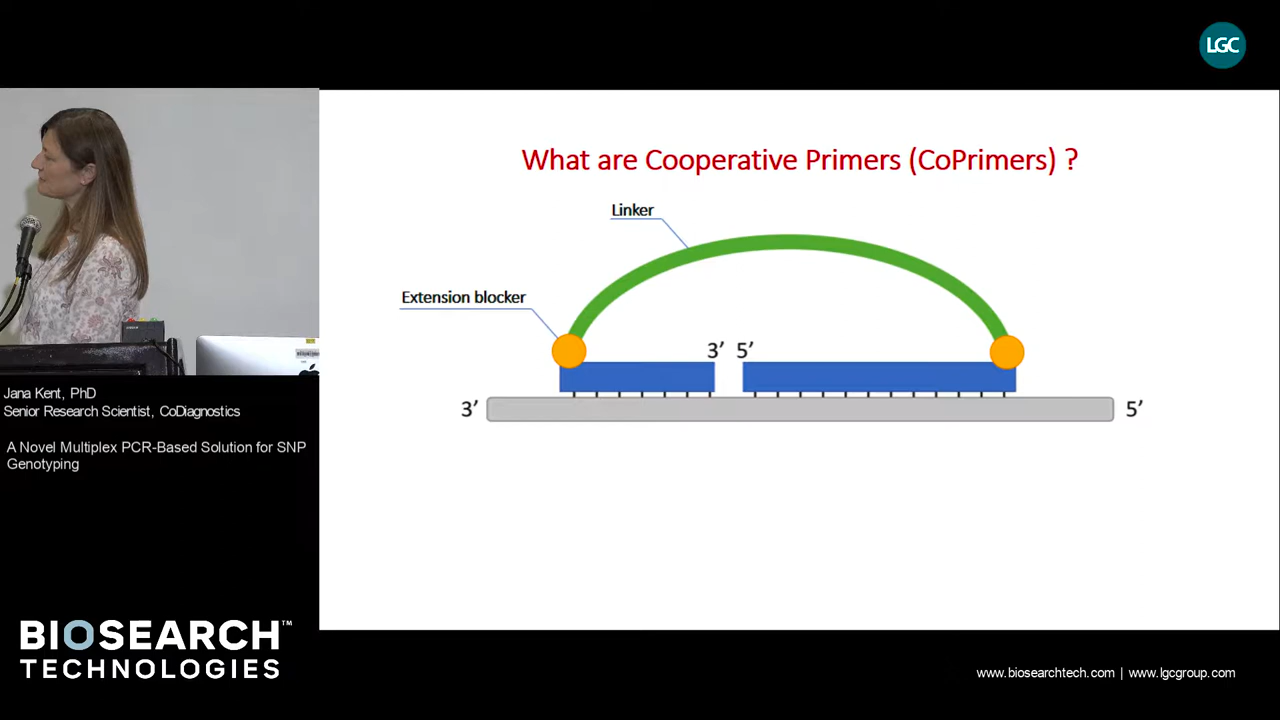 LGC
What are Cooperative Primers (CoPrimers) ?
Linker
Extension blocker
3’ 5’
3’ 5’
Jana Kent, PhD
Senior Research Scientist, CoDiagnostics
A Novel Multiplex PCR-Based Solution for SNP
Genotyping
BIOSEARCH™
TECHNOLOGIES
www.biosearchtech.com | www.lgcgroup.com